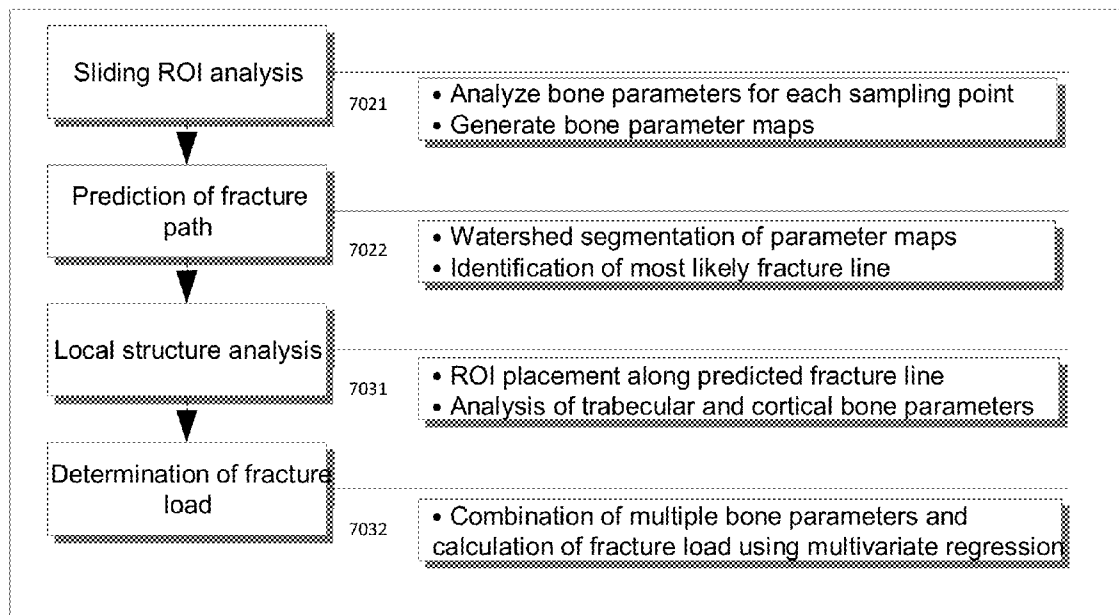 Sliding ROI analysis
7021
• Analyze bone parameters for each sampling point
• Generate bone parameter maps
Prediction of fracture
path
7022
• Watershed segmentation of parameter maps
• Identification of most likely fracture line
Local structure analysis
7031
• ROI placement along predicted fracture line
• Analysis of trabecular and cortical bone parameters
Determination of fracture
load
7032
• Combination of multiple bone parameters and
calculation of fracture load using multivariate regression